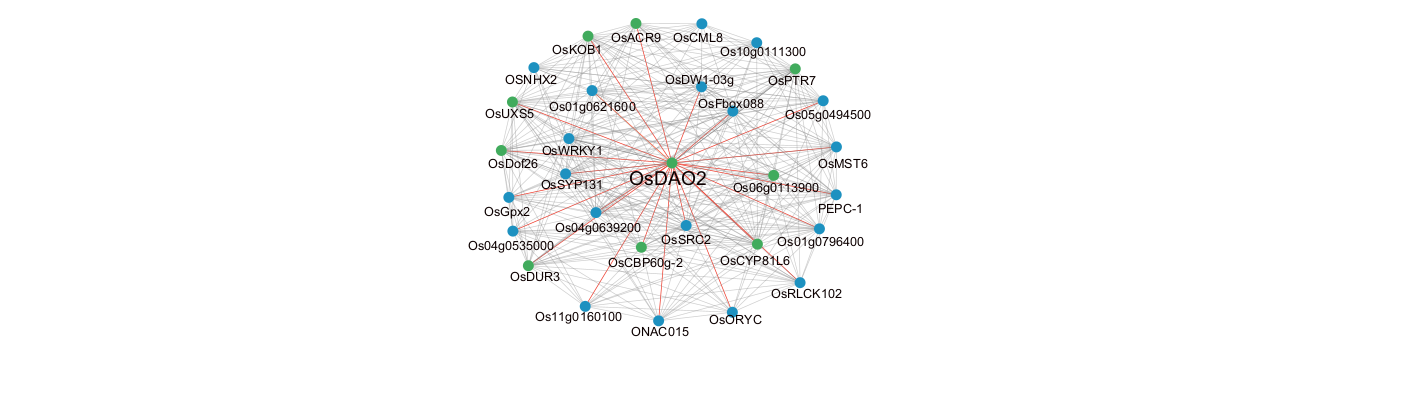 OsACR9
OsCML8
OsKOB1
Os10g0111300
OSNHX2
OsDW1-03g
OsPTR7
Os01g0621600
OsFbox088
OsUXS5
Os05g0494500
OsWRKY1
OsDof26
OsMST6
OsDAO2
OsSYP131
Os06g0113900
OsGpx2
PEPC-1
Os04g0639200
OsSRC2
Os01g0796400
Os04g0535000
OsCBP60g-2
OsCYP81L6
OsDUR3
OsRLCK102
Os11g0160100
OsORYC
ONAC015